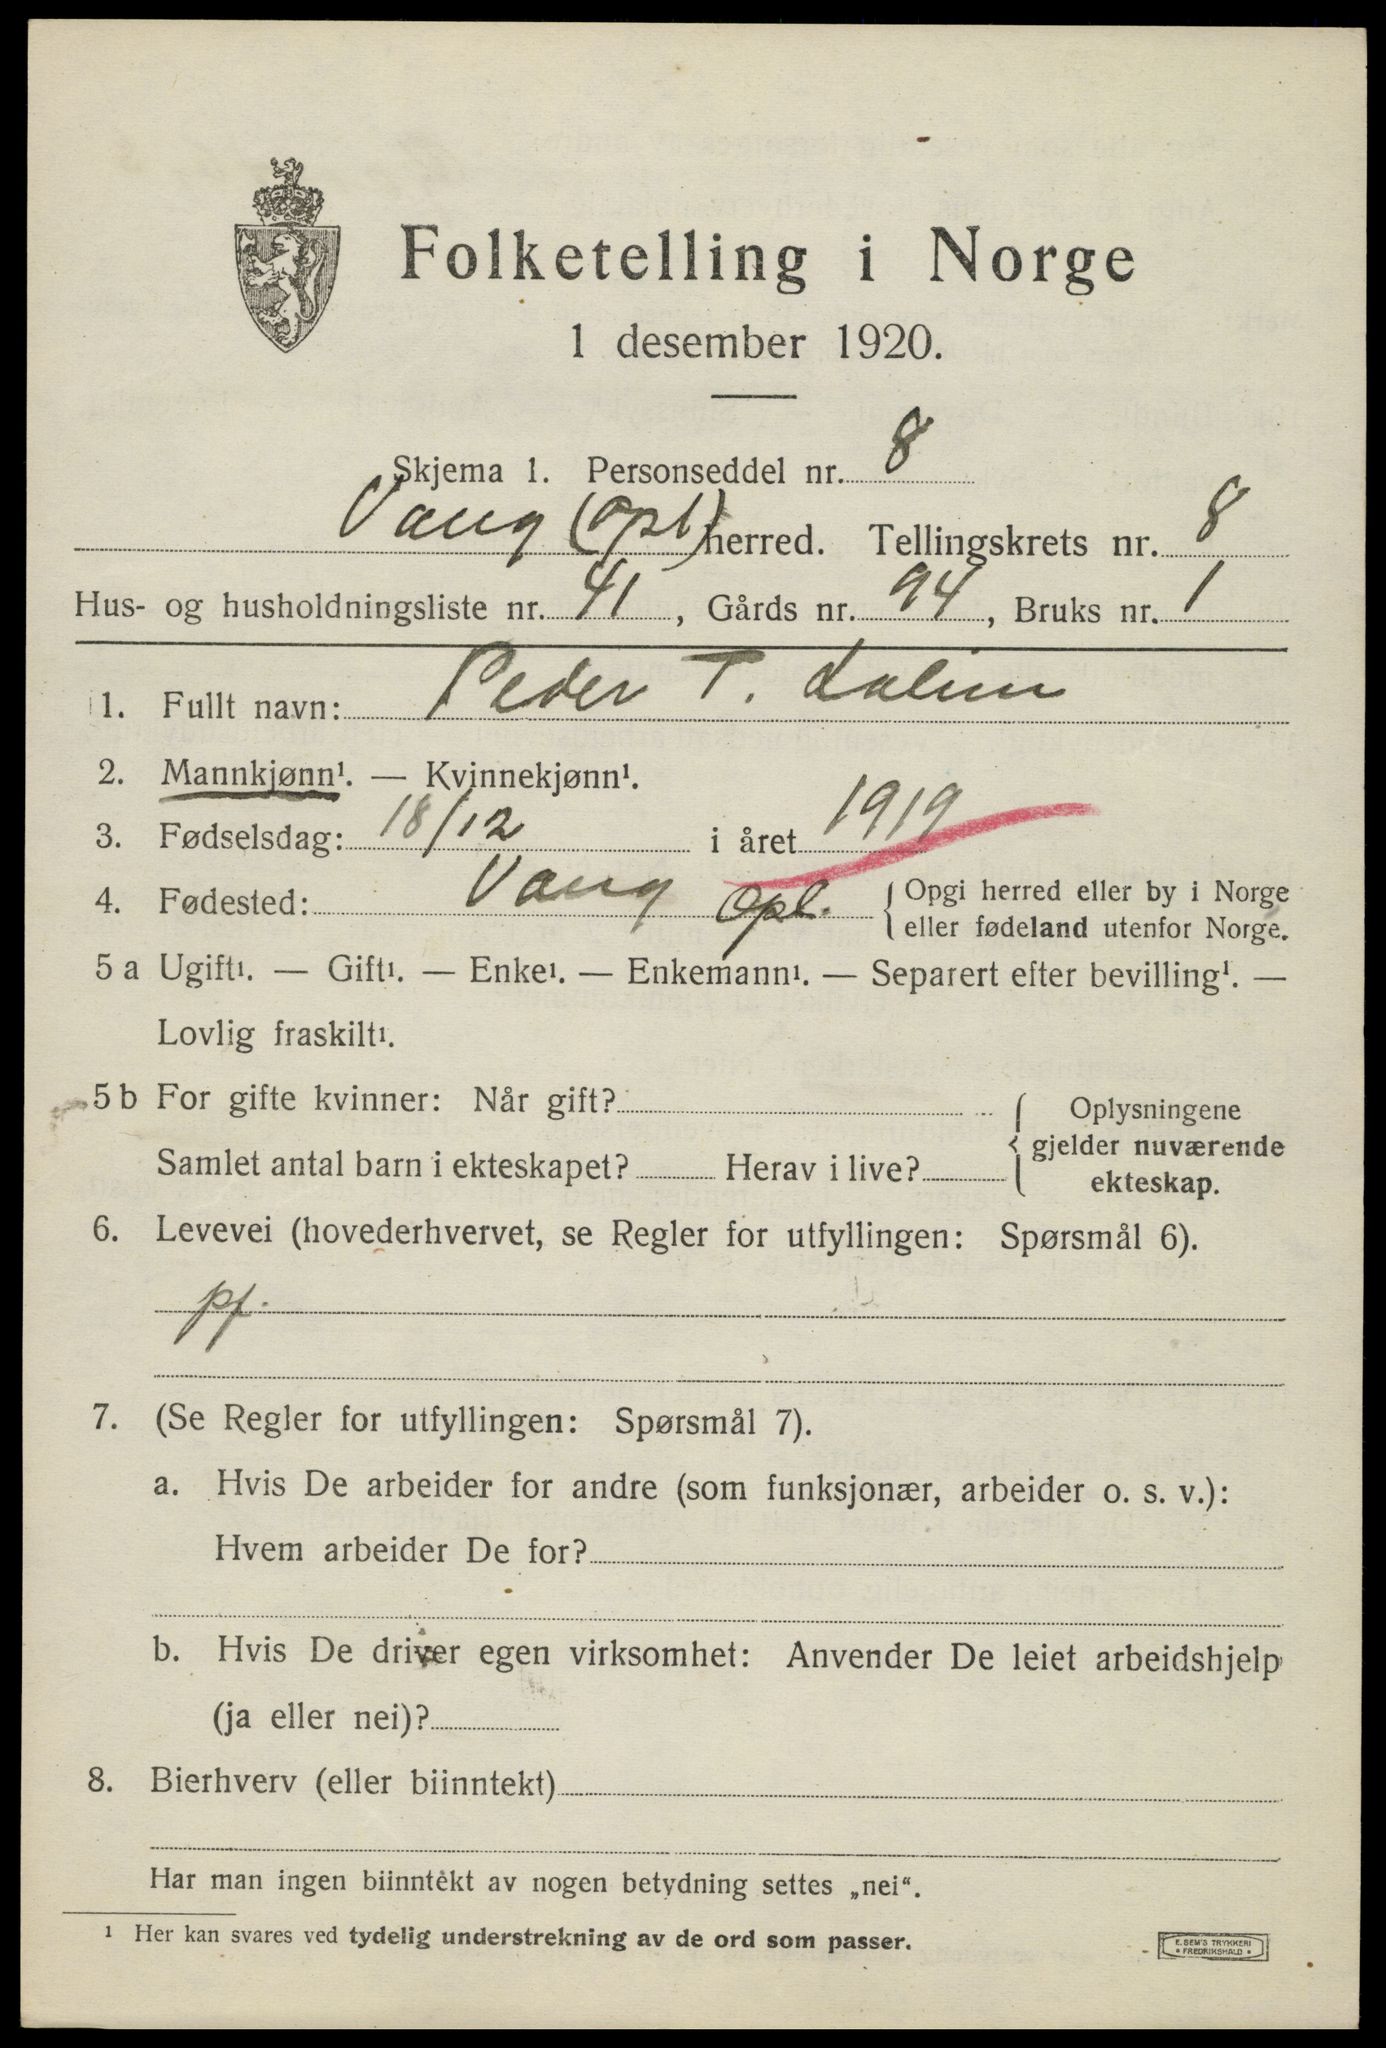 Folketelling i Norge
1 desember 1920.
Skjema 1. Personseddel nr. 8
Vang (Opl) herred. Tellingskrets nr. 8
Hus- og husholdningsliste nr. 41, Gårds nr. 94, Bruks nr. 1
1. Fullt navn: Peder T.
2. Mannkjønn¹. — Kvinnekjønn¹.
3. Fødselsdag: 18/12 i året 1919
4. Fødested: Vang Opl. { Opgi herred eller by i Norge
eller fødeland utenfor Norge.
5 a Ugift¹. — Gift¹. — Enke¹. — Enkemann¹. — Separert efter bevilling¹. —
Lovlig fraskilt¹.
5 b For gifte kvinner: Når gift? { Oplysningene
gjelder nuværende
ekteskap.
Samlet antal barn i ekteskapet? Herav i live?
6. Levevei (hovederhvervet, se Regler for utfyllingen: Spørsmål 6).
pf.
7. (Se Regler for utfyllingen: Spørsmål 7).
a. Hvis De arbeider for andre (som funksjonær, arbeider o. s. v.):
Hvem arbeider De for?
b. Hvis De driver egen virksomhet: Anvender De leiet arbeidshjelp
(ja eller nei)?
8. Bierhverv (eller biinntekt)
Har man ingen biinntekt av nogen betydning settes „nei“.
¹ Her kan svares ved tydelig understrekning av de ord som passer.
E. SEM'S TRYKKERI
• FREDRIKSHALD •